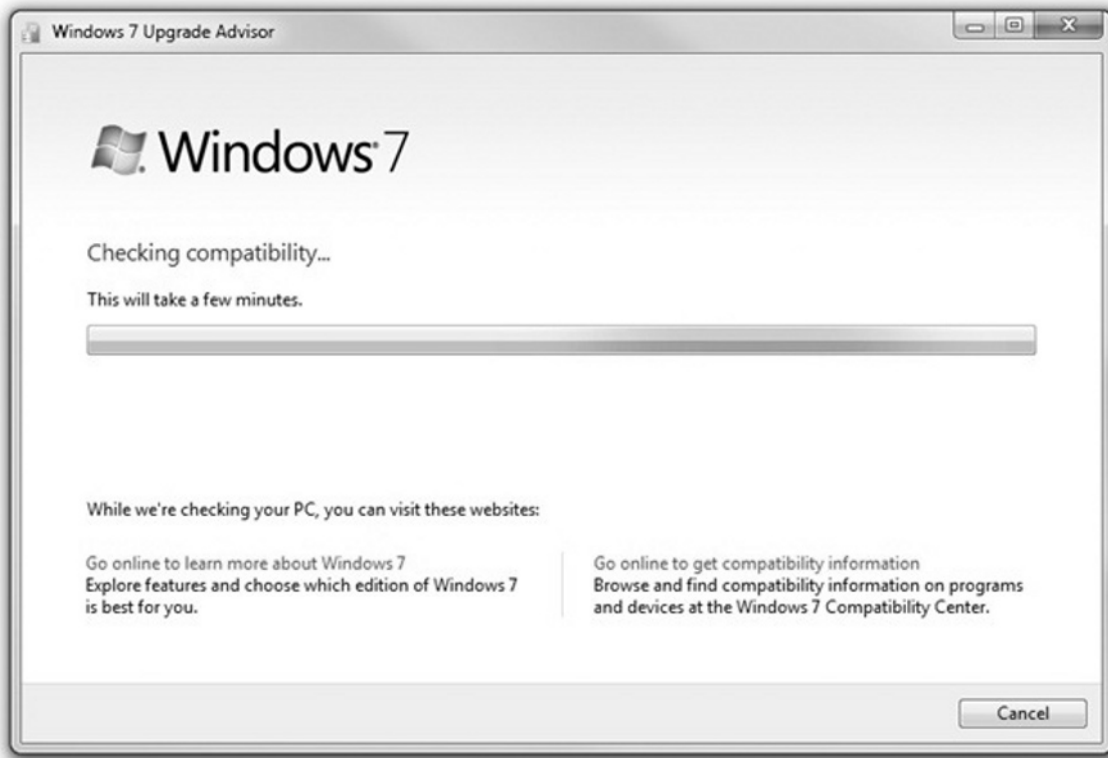 Windows 7 Upgrade Advisor
Windows 7
Checking compatibility...
This will take a few minutes.
While we're checking your PC, you can visit these websites:
Go online to learn more about Windows 7
Explore features and choose which edition of Windows 7
is best for you.
Go online to get compatibility information
Browse and find compatibility information on programs
and devices at the Windows 7 Compatibility Center.
Cancel